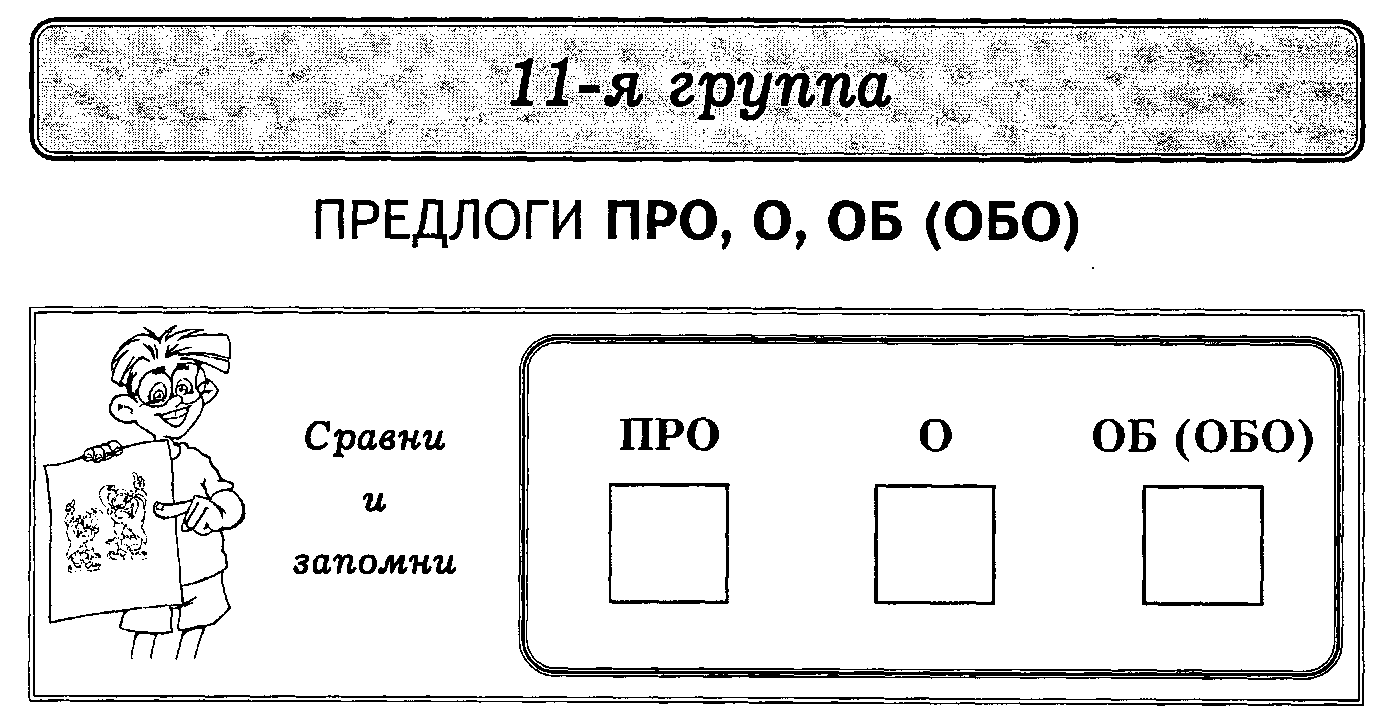 11-я группа
ПРЕДЛОГИ ПРО, О, ОБ (ОБО)
Сравни
и
запомни
ПРО О ОБ (ОБО)